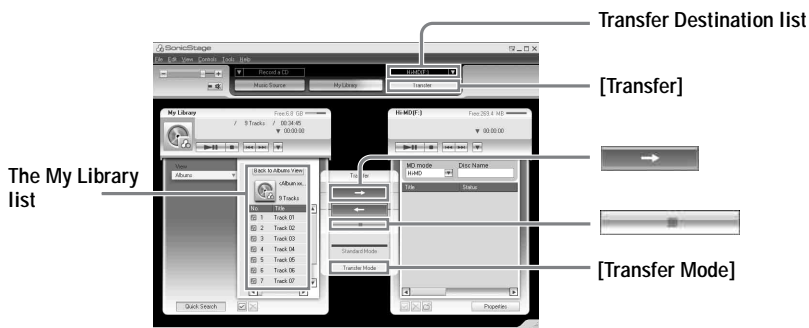 Transfer Destination list
SonicStage
File Edit View Controls Tools Help
Record a CD
Hi-MD(F:)
Music Source
My Library
Transfer
[Transfer]
My Library
Free:6.8 GB
/ 9 Tracks / 00:34:45
00:00:00
Hi-MD(F:)
Free:269.4 MB
00:00:00
The My Library
list
View
Albums
Back to Albums View
9 Tracks
No Title
1 Track 01
2 Track 02
3 Track 03
4 Track 04
5 Track 05
6 Track 06
7 Track 07
Transfer
Standard Mode
Transfer Mode
MD mode
Disc Name
Hi-MD
Title
Status
[Transfer Mode]
Quick Search
Properties